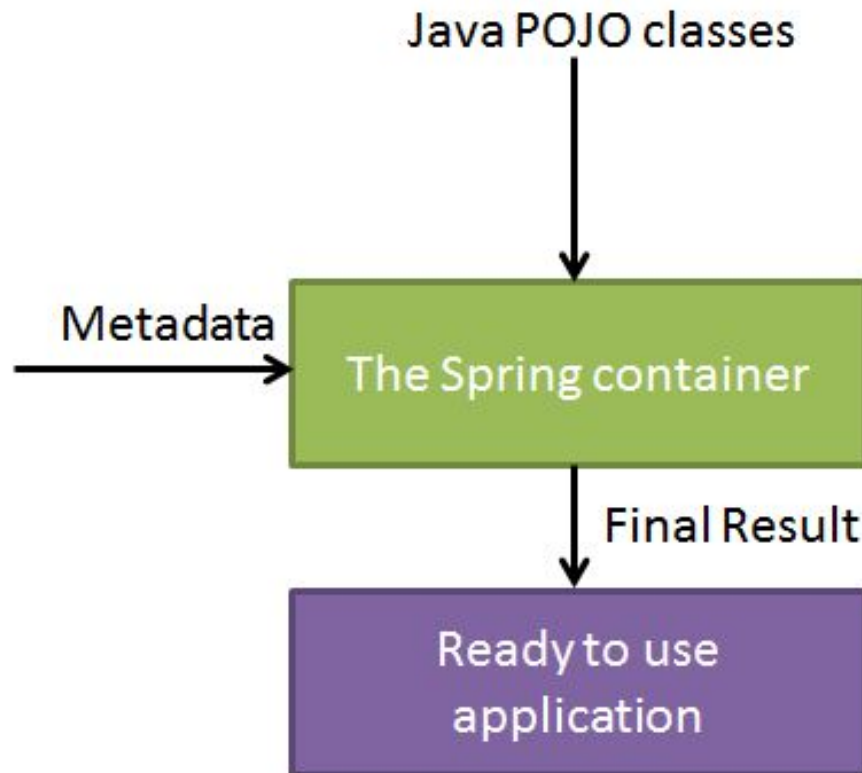 Java POJO classes
Metadata
The Spring container
Final Result
Ready to use
application